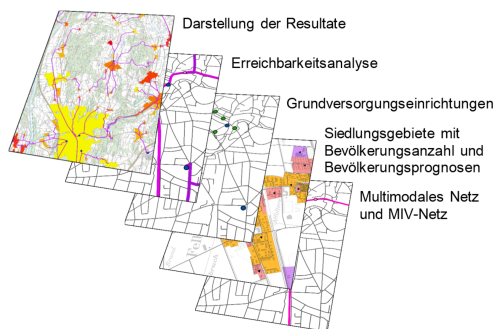 Darstellung der Resultate
Erreichbarkeitsanalyse
Grundversorgungseinrichtungen
Siedlungsgebiete mit
Bevölkerungsanzahl und
Bevölkerungsprognosen
Multimodales Netz
und MIV-Netz